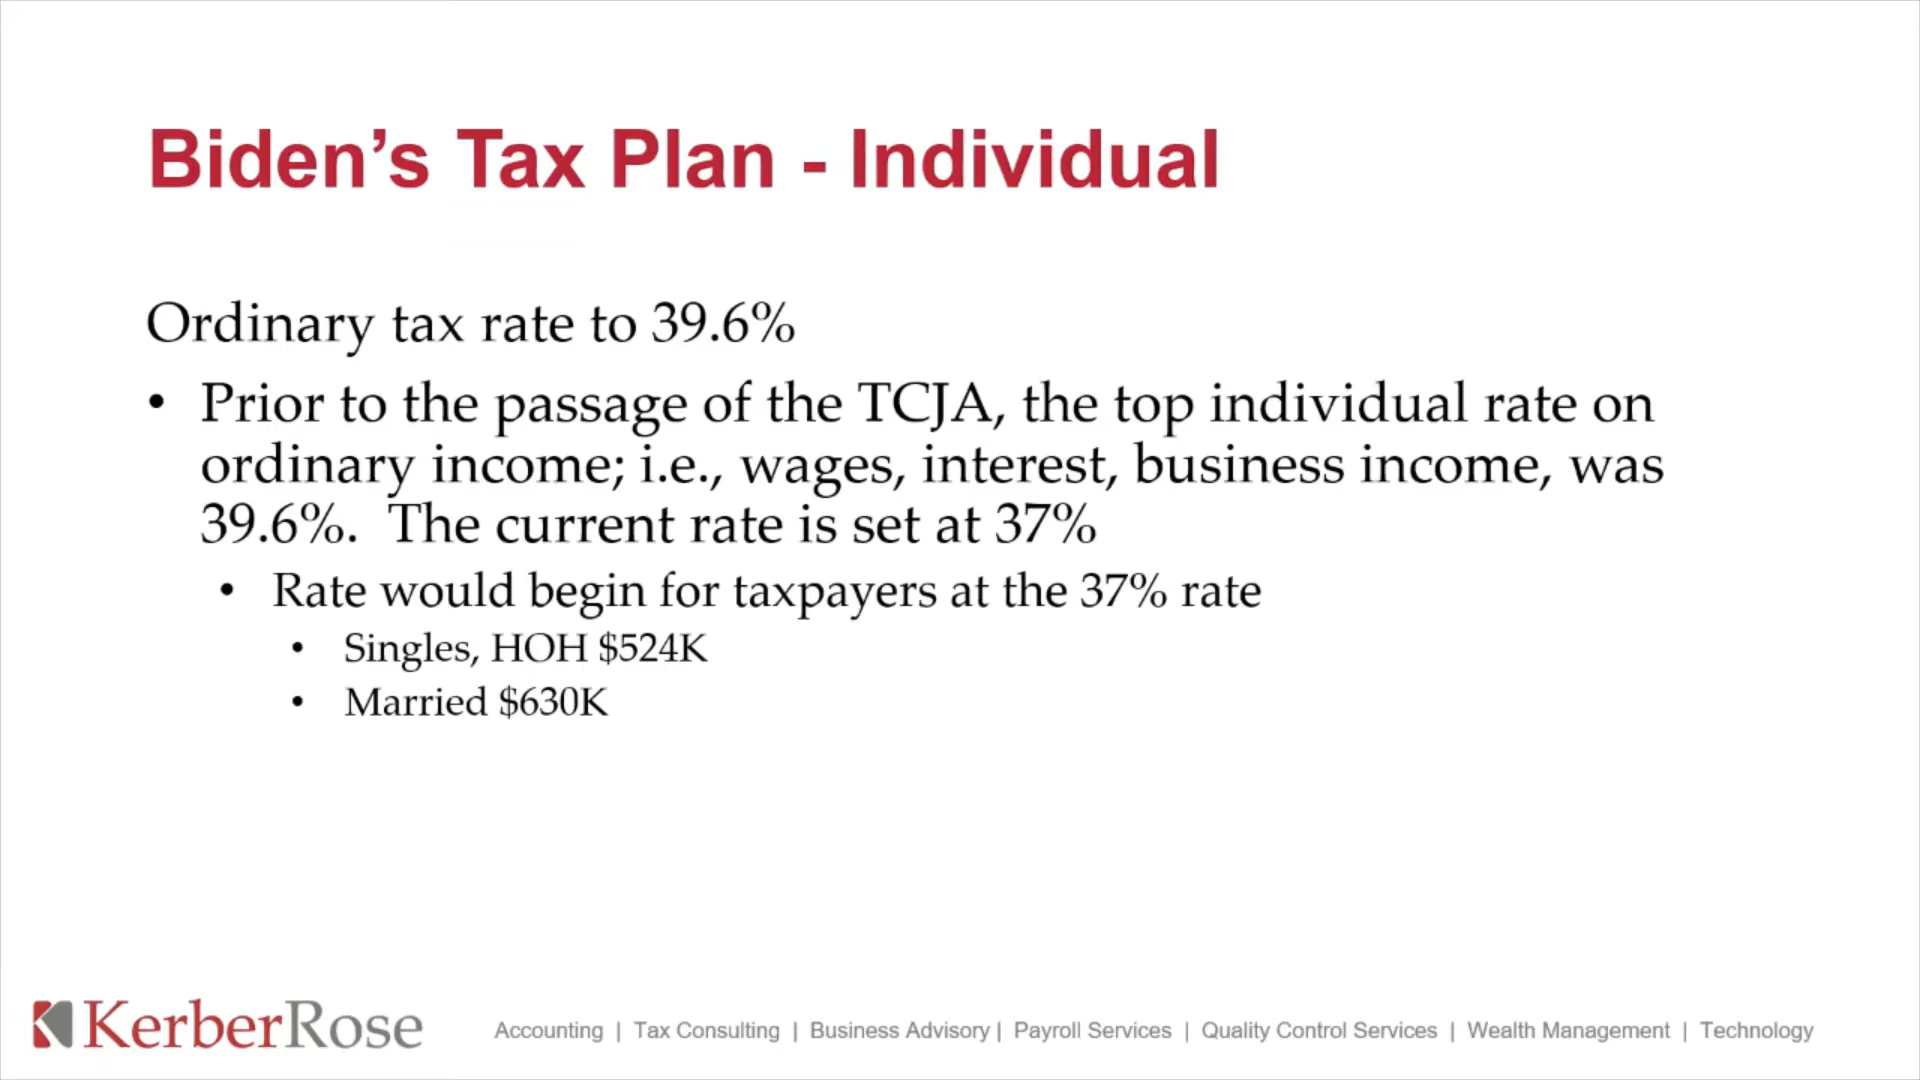 Biden’s Tax Plan - Individual
Ordinary tax rate to 39.6%
• Prior to the passage of the TCJA, the top individual rate on
ordinary income; i.e., wages, interest, business income, was
39.6%.  The current rate is set at 37%
• Rate would begin for taxpayers at the 37% rate
• Singles, HOH $524K
• Married $630K
KerberRose
Accounting | Tax Consulting | Business Advisory | Payroll Services | Quality Control Services | Wealth Management | Technology